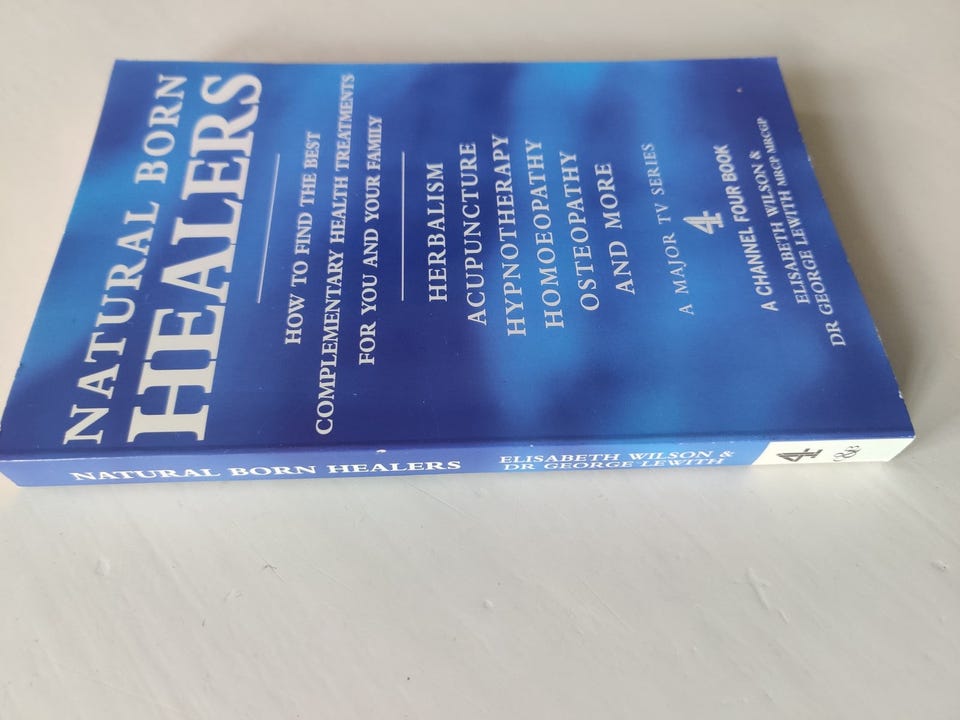 NATURAL BORN
HEALERS
HOW TO FIND THE BEST
COMPLEMENTARY HEALTH TREATMENTS
FOR YOU AND YOUR FAMILY
HERBALISM
ACUPUNCTURE
HYPNOTHERAPY
HOMOEOPATHY
OSTEOPATHY
AND MORE
A MAJOR TV SERIES
4
A CHANNEL FOUR BOOK
ELISABETH WILSON &
DR GEORGE LEWITH MRCP MRCGP
NATURAL BORN HEALERS
ELISABETH WILSON &
DR GEORGE LEWITH
4